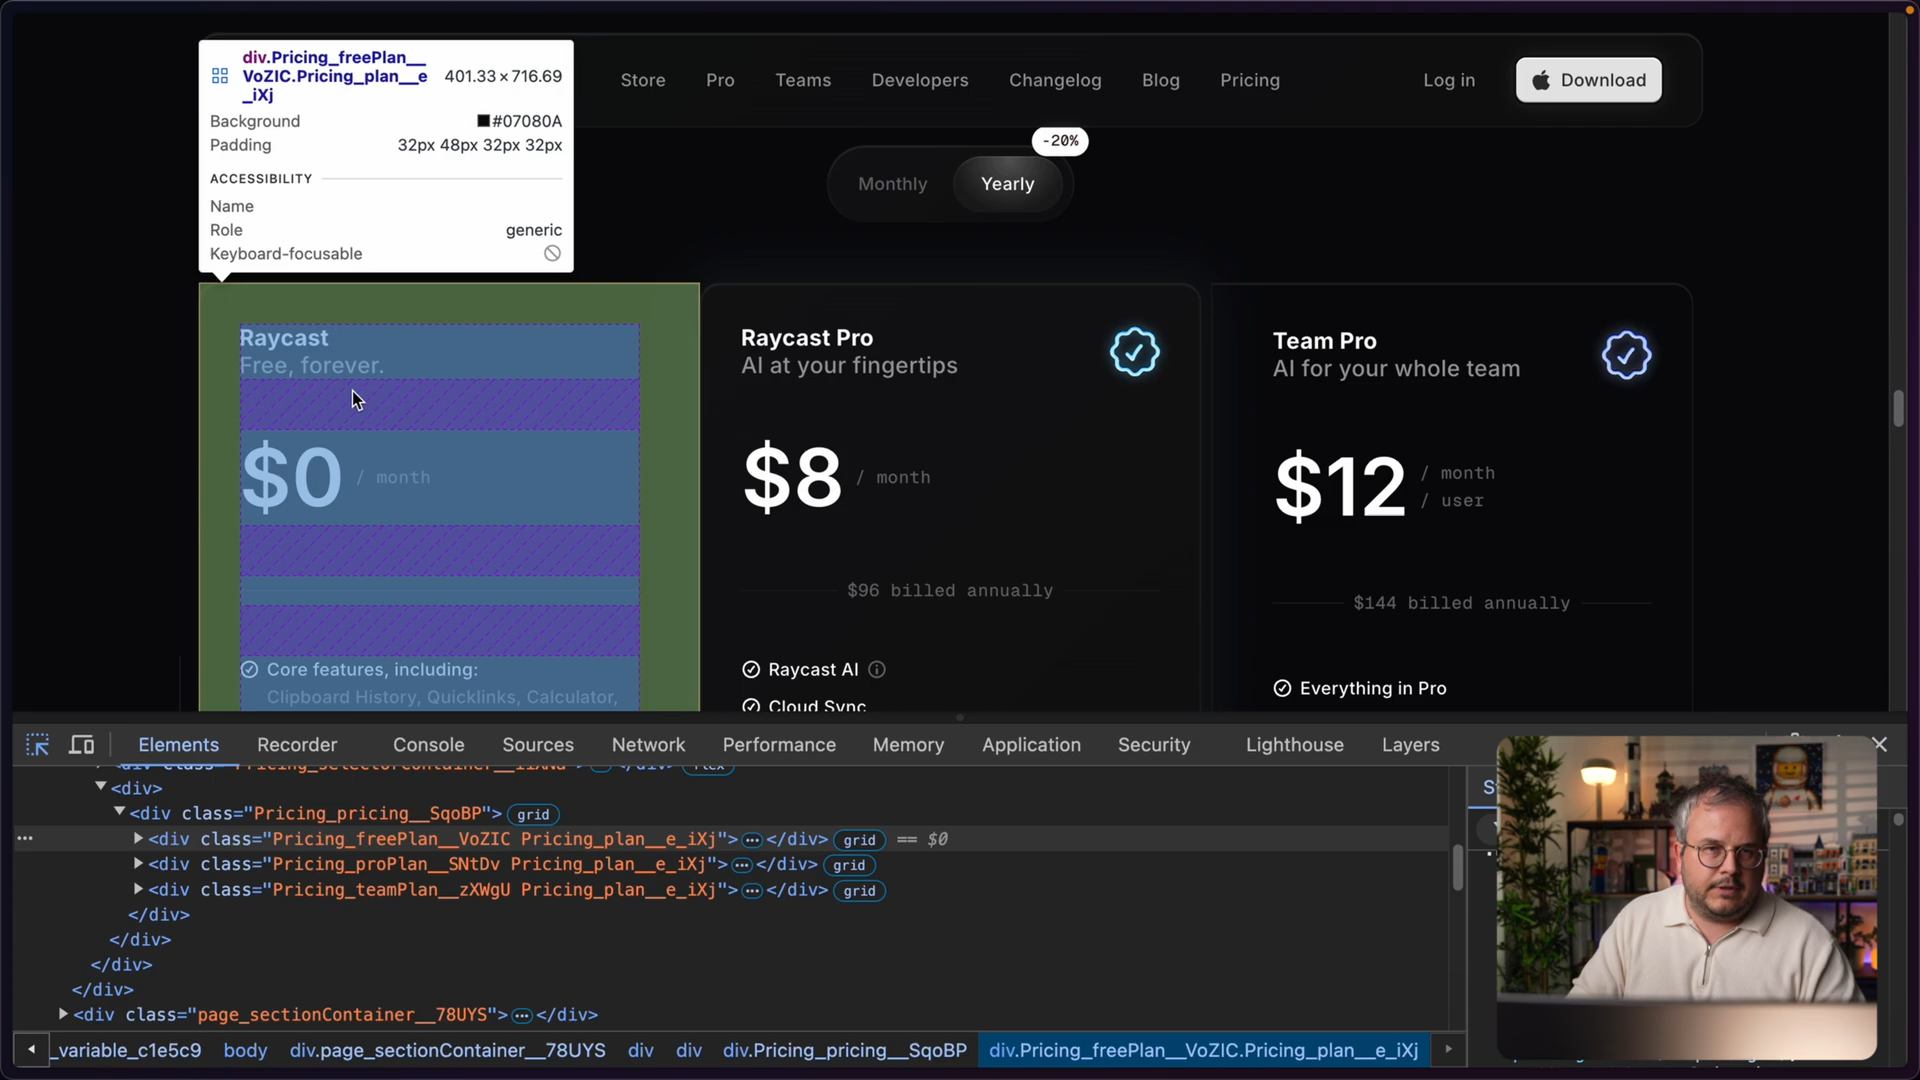 div.Pricing_freePlan__
VoZIC.Pricing_plan__e
_iXj
401.33×716.69
Background #07080A
Padding 32px 48px 32px 32px
ACCESSIBILITY
Name
Role generic
Keyboard-focusable
Store Pro Teams Developers Changelog Blog Pricing Log in Download
-20%
Monthly Yearly
Raycast
Free, forever.
$0 / month
Core features, including:
Clipboard History, Quicklinks, Calculator,
Raycast Pro
AI at your fingertips
$8 / month
$96 billed annually
Raycast AI
Cloud Sync
Team Pro
AI for your whole team
$12 / month
/ user
$144 billed annually
Everything in Pro
Elements Recorder Console Sources Network Performance Memory Application Security Lighthouse Layers
<div>
<div class="Pricing_pricing__SqoBP"> grid
<div class="Pricing_freePlan__VoZIC Pricing_plan__e_iXj">…</div> grid == $0
<div class="Pricing_proPlan__SNtDv Pricing_plan__e_iXj">…</div> grid
<div class="Pricing_teamPlan__zXWgU Pricing_plan__e_iXj">…</div> grid
</div>
</div>
</div>
</div>
<div class="page_sectionContainer__78UYS">…</div>
_variable_c1e5c9 body div.page_sectionContainer__78UYS div div div.Pricing_pricing__SqoBP div.Pricing_freePlan__VoZIC.Pricing_plan__e_iXj